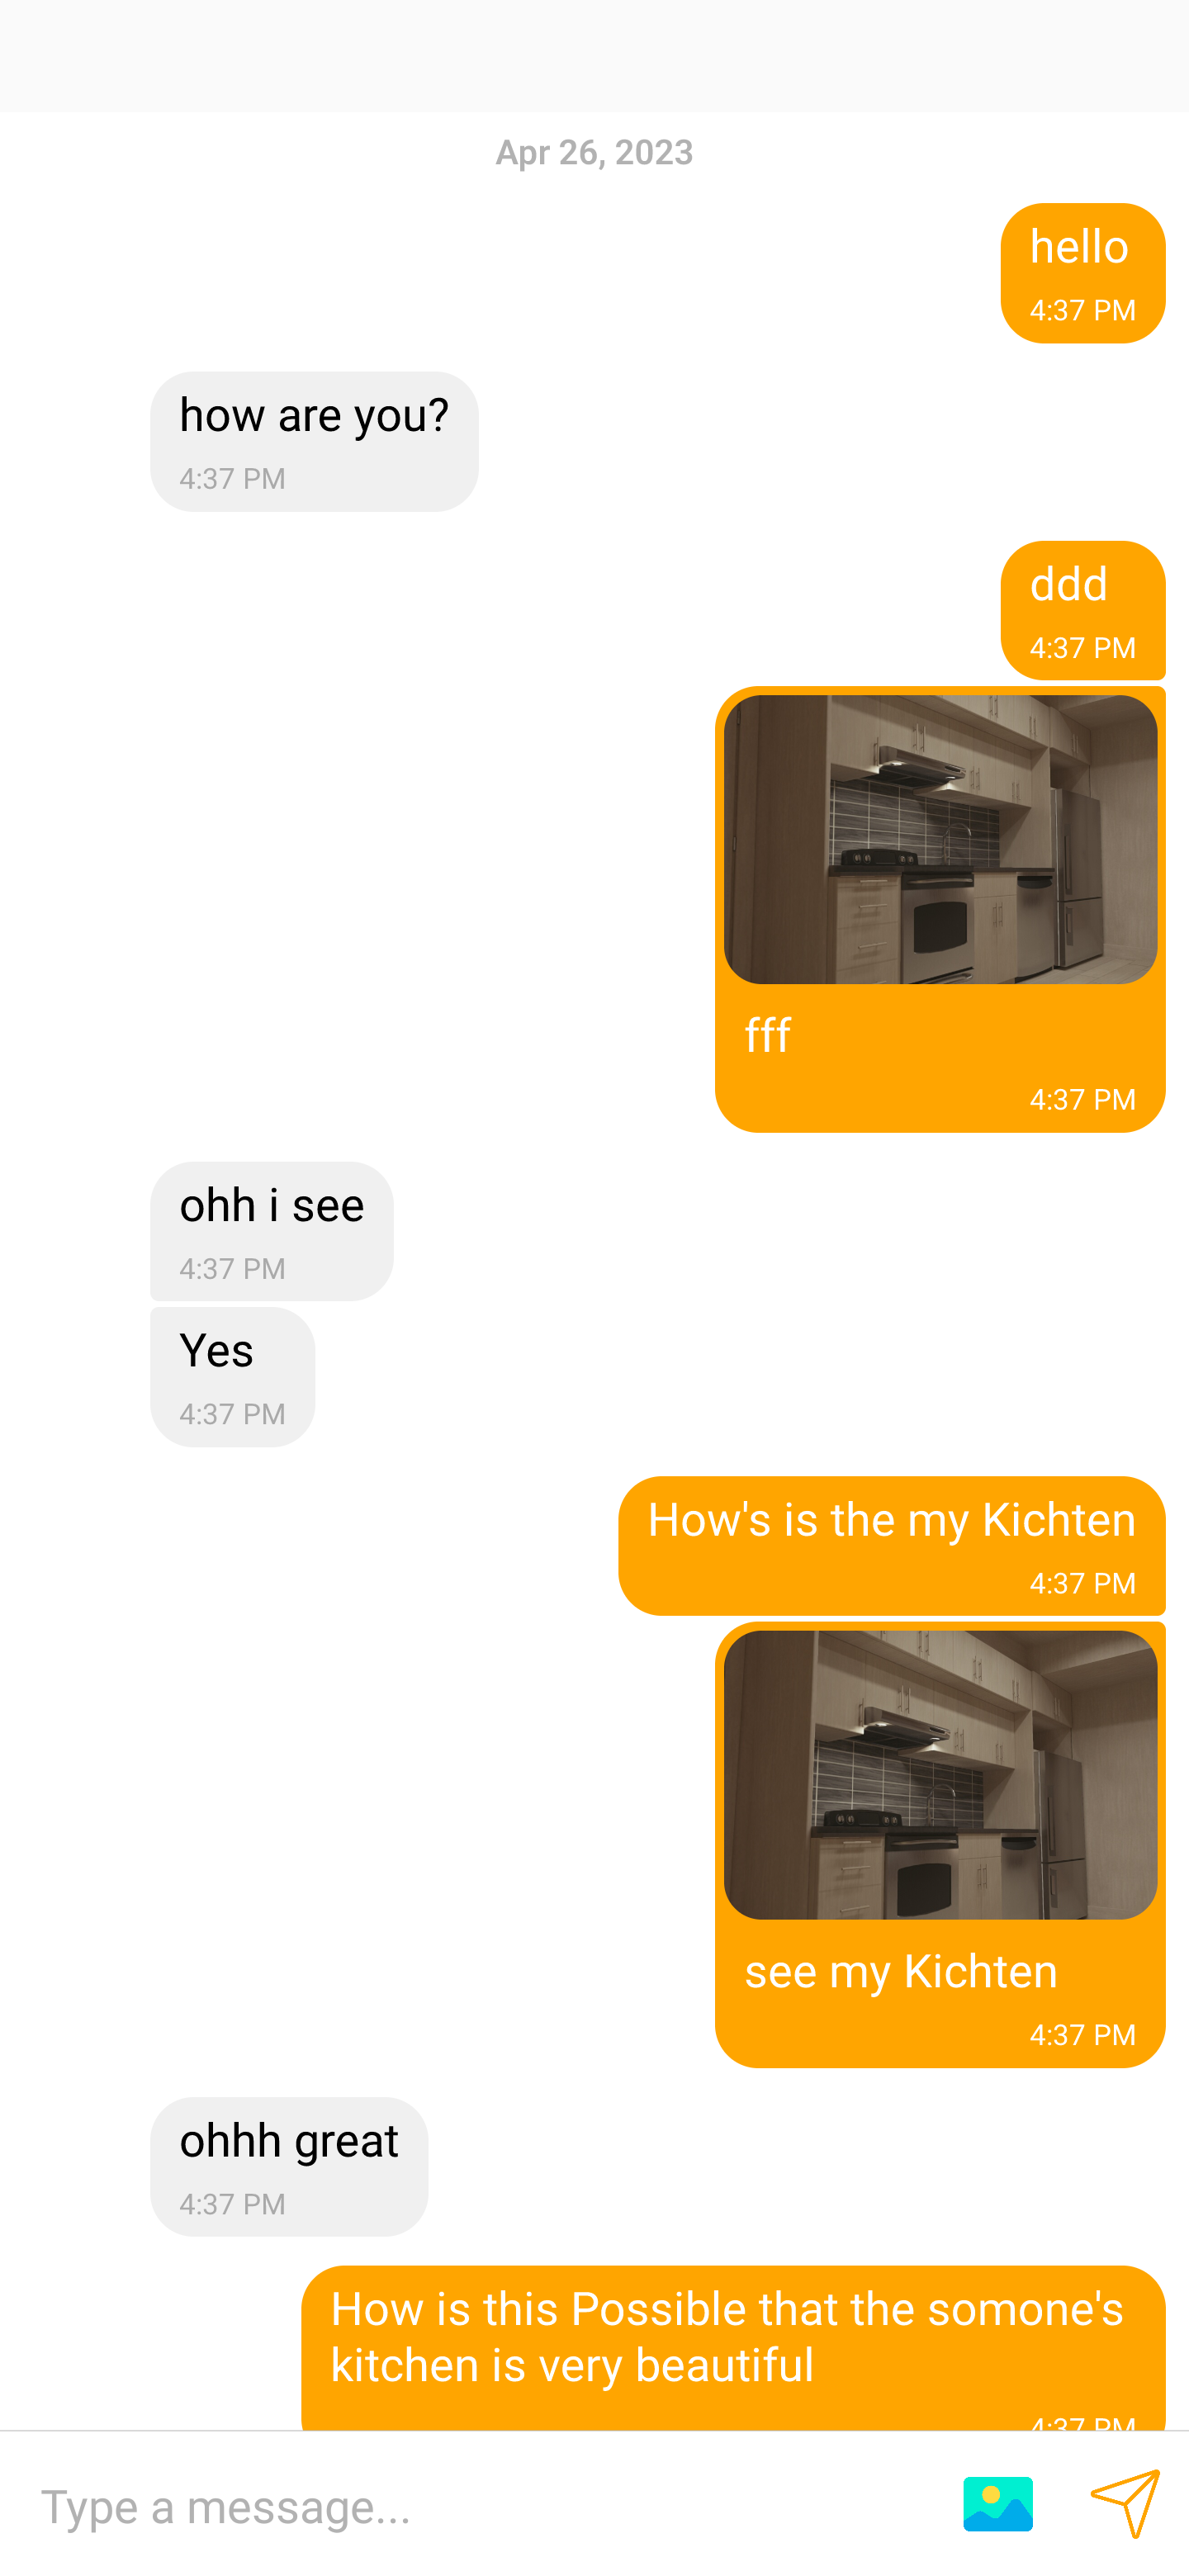 Apr 26, 2023
hello
4:37 PM
how are you?
4:37 PM
ddd
4:37 PM
fff
4:37 PM
ohh i see
4:37 PM
Yes
4:37 PM
How's is the my Kichten
4:37 PM
see my Kichten
4:37 PM
ohhh great
4:37 PM
How is this Possible that the somone's
kitchen is very beautiful
4:37 PM
Type a message...